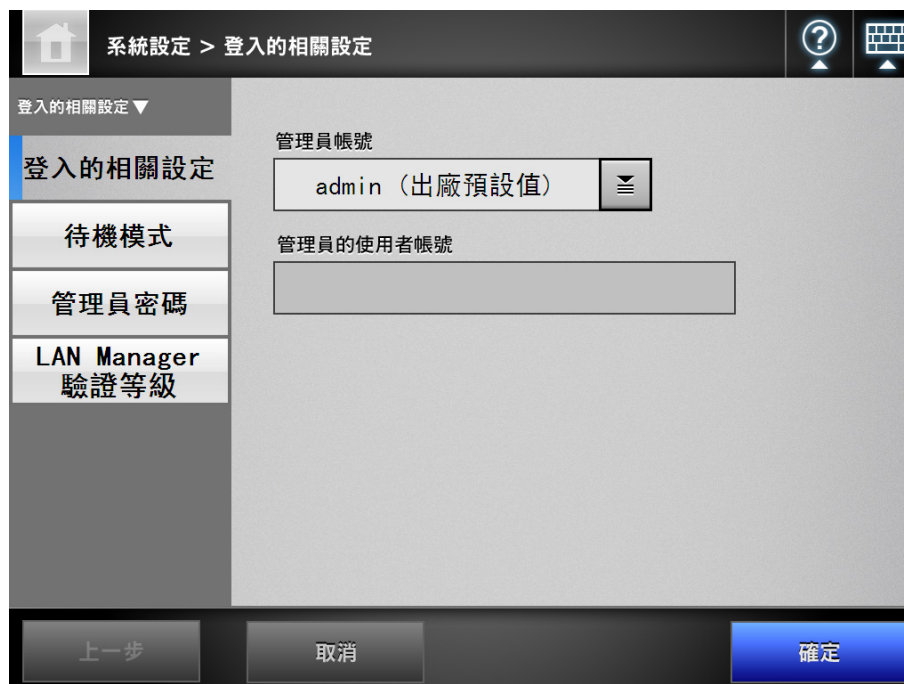 系統設定 > 登入的相關設定
?
登入的相關設定▼
登入的相關設定
待機模式
管理員密碼
LAN Manager
驗證等級
管理員帳號
admin (出廠預設值)
管理員的使用者帳號
上一步
取消
確定